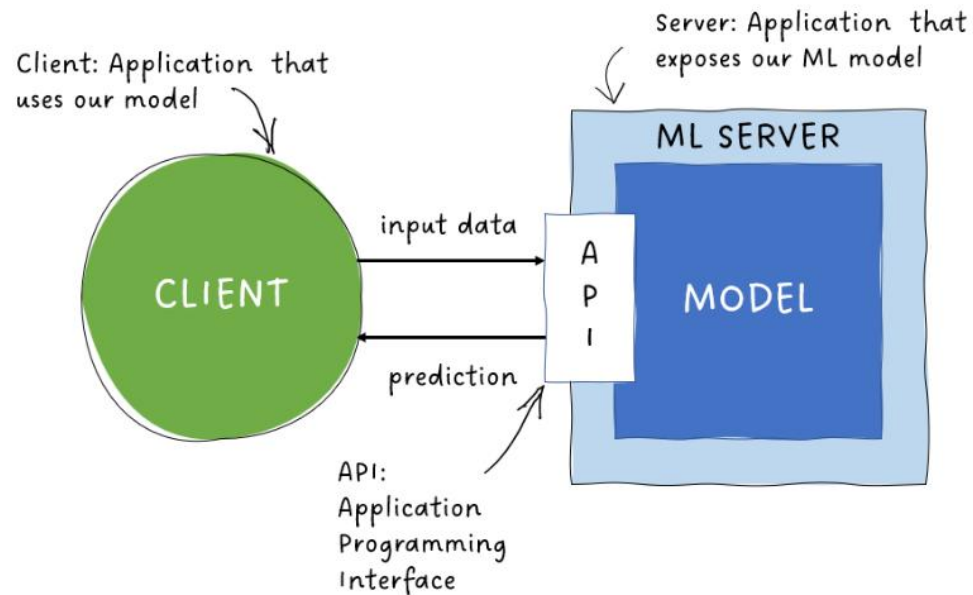 Client: Application that
uses our model
Server: Application that
exposes our ML model
ML SERVER
input data
CLIENT
A
P
I
MODEL
prediction
API:
Application
Programming
Interface